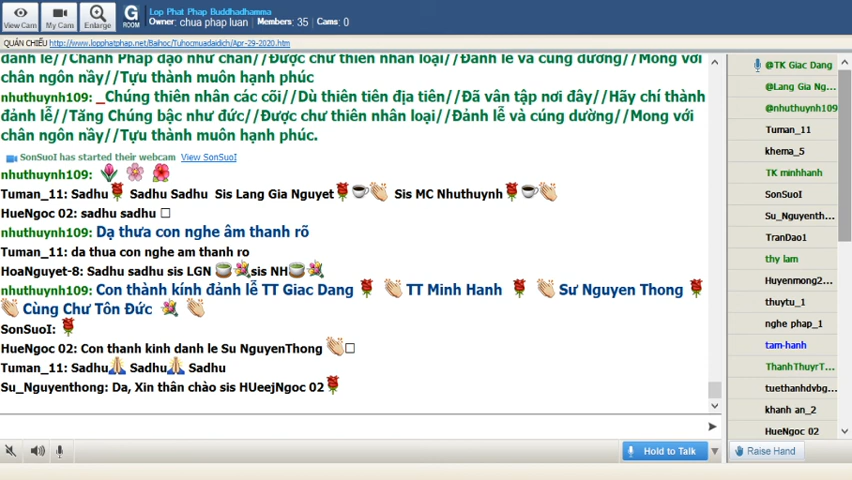 View Cam
My Cam
Enlarge
G
ROOM
Lop Phat Phap Buddhadhamma
Owner: chua phap luan Members: 35 Cams: 0
QUÁN CHIẾU http://www.lopphatphap.net/Baihoc/Tuhocmuadaidich/Apr-29-2020.htm
đảnh lễ//Chánh Pháp đạo như chân//Được chư thiên nhân loại//Đảnh lễ và cúng dường//Mong với
chân ngôn nầy//Tựu thành muôn hạnh phúc
nhuthuynh109: _Chúng thiên nhân các cõi//Dù thiên tiên địa tiên//Đã vân tập nơi đây//Hãy chí thành
đảnh lễ//Tăng Chúng bậc như đức//Được chư thiên nhân loại//Đảnh lễ và cúng dường//Mong với
chân ngôn nầy//Tựu thành muôn hạnh phúc.
SonSuoI has started their webcam View SonSuoI
nhuthuynh109:
Tuman_11: Sadhu Sadhu Sadhu Sis Lang Gia Nguyet Sis MC Nhuthuynh
HueNgoc 02: sadhu sadhu
nhuthuynh109: Dạ thưa con nghe âm thanh rõ
Tuman_11: da thua con nghe am thanh ro
HoaNguyet-8: Sadhu sadhu sis LGN sis NH
nhuthuynh109: Con thành kính đảnh lễ TT Giac Dang TT Minh Hanh Sư Nguyen Thong
Cùng Chư Tôn Đức
SonSuoI:
HueNgoc 02: Con thanh kinh danh le Su NguyenThong
Tuman_11: Sadhu Sadhu Sadhu
Su_Nguyenthong: Da, Xin thân chào sis HUeejNgoc 02
Hold to Talk
@TK Giac Dang
@Lang Gia Ng...
@nhuthuynh109
Tuman_11
khema_5
TK minhhanh
SonSuoI
Su_Nguyenth...
TranDao1
thy lam
Huyenmong2...
thuytu_1
nghe phap_1
tam-hanh
ThanhThuyrT...
tuethanhdvbg...
khanh an_2
HueNgoc 02
Raise Hand